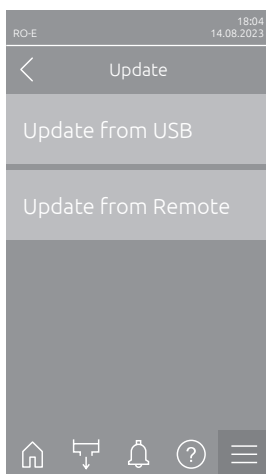 18:04
RO-E 14.08.2023
Update
Update from USB
Update from Remote
?